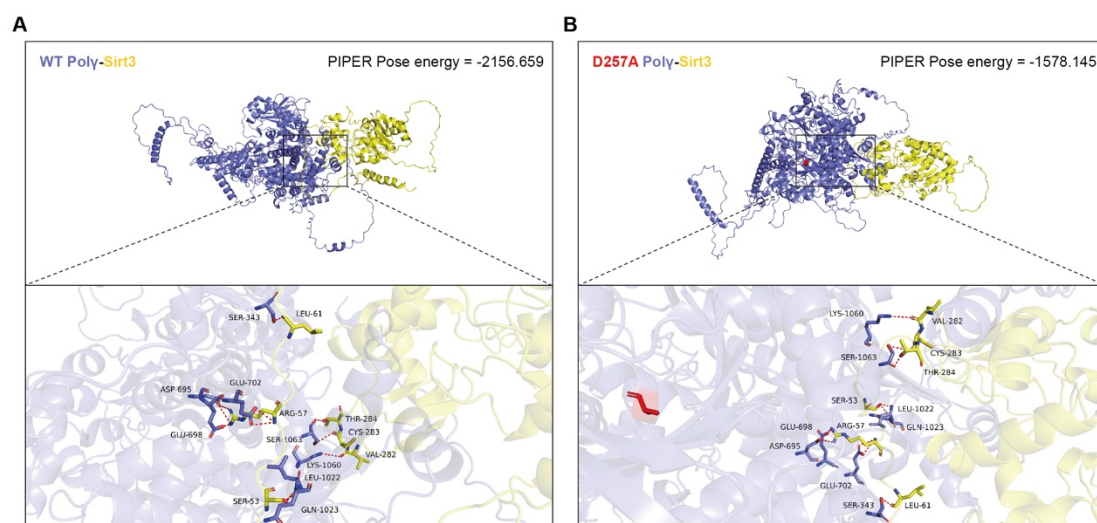 A
WT Polγ-Sirt3 PIPER Pose energy = -2156.659
SER-343
LEU-61
GLU-702
ASP-695
ARG-57
GLU-698
THR-284
SER-1063
CYS-283
VAL-282
LYS-1060
LEU-1022
SER-53
GLN-1023
B
D257A Polγ-Sirt3 PIPER Pose energy = -1578.145
LYS-1060
VAL-282
CYS-283
SER-1063
THR-284
SER-53
LEU-1022
GLU-698
ARG-57
GLN-1023
ASP-695
GLU-702
SER-343
LEU-61